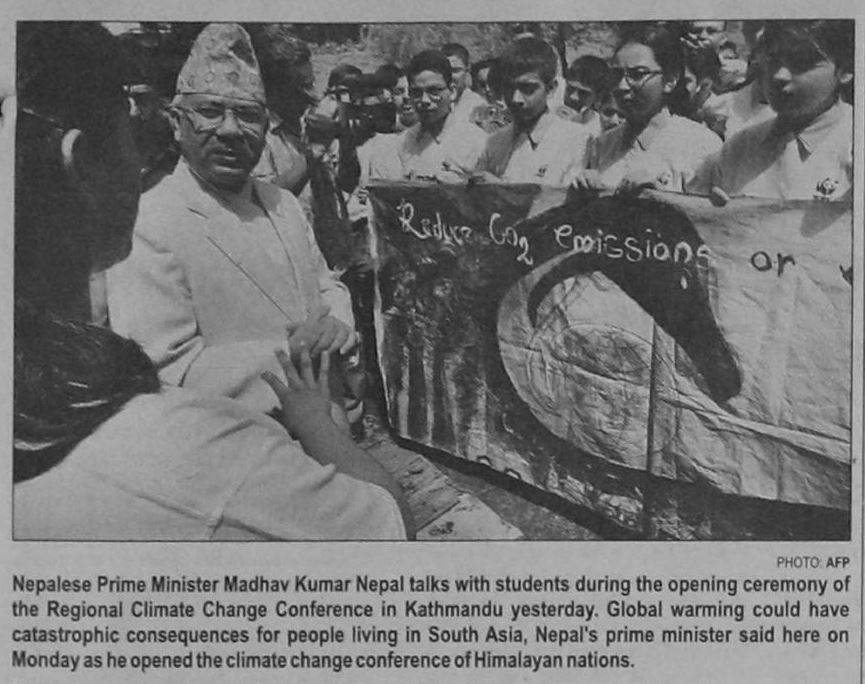 Reduce CO2 emissions or
PHOTO: AFP
Nepalese Prime Minister Madhav Kumar Nepal talks with students during the opening ceremony of
the Regional Climate Change Conference in Kathmandu yesterday. Global warming could have
catastrophic consequences for people living in South Asia, Nepal's prime minister said here on
Monday as he opened the climate change conference of Himalayan nations.